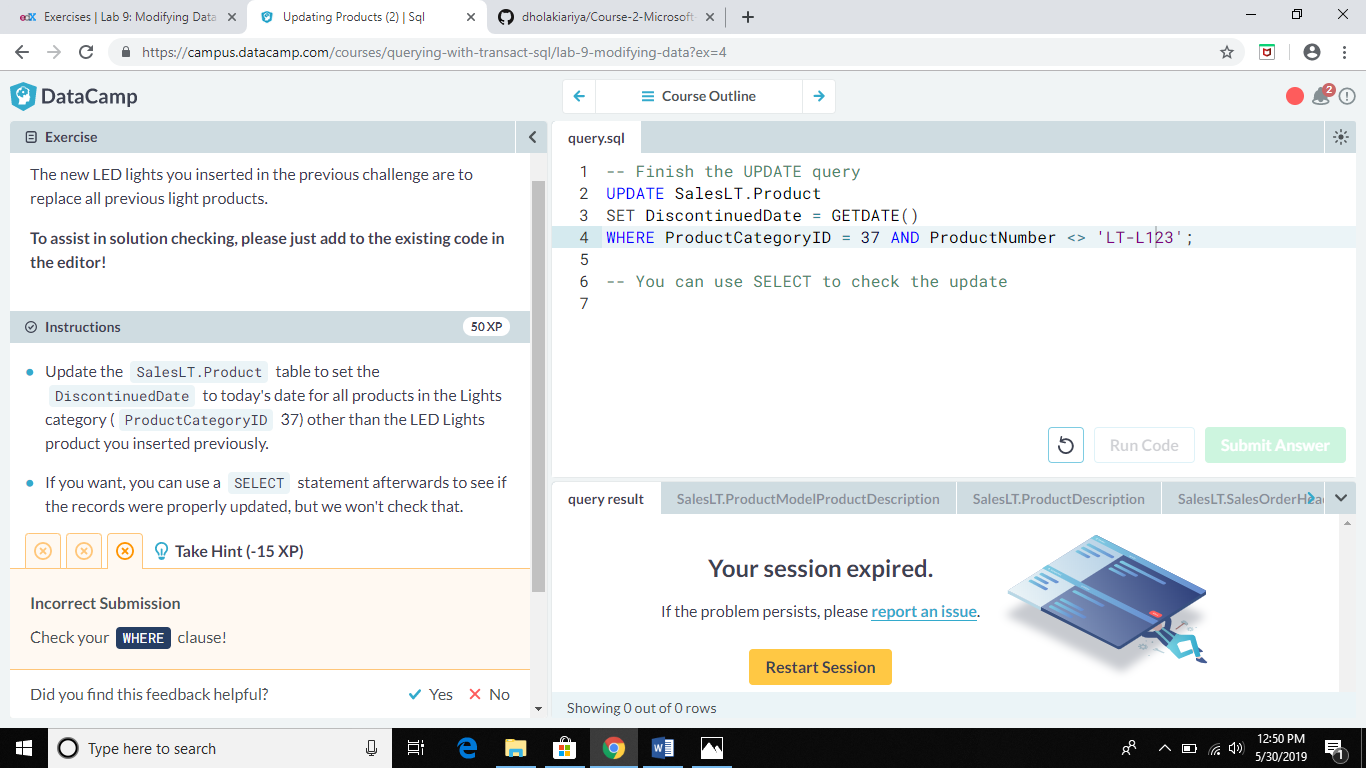 edX Exercises | Lab 9: Modifying Data
Updating Products (2) | Sql
dholakiariya/Course-2-Microsoft
https://campus.datacamp.com/courses/querying-with-transact-sql/lab-9-modifying-data?ex=4
DataCamp
Course Outline
2
Exercise
The new LED lights you inserted in the previous challenge are to
replace all previous light products.
To assist in solution checking, please just add to the existing code in
the editor!
Instructions
50 XP
Update the SalesLT.Product table to set the
DiscontinuedDate to today's date for all products in the Lights
category ( ProductCategoryID 37) other than the LED Lights
product you inserted previously.
If you want, you can use a SELECT statement afterwards to see if
the records were properly updated, but we won't check that.
Take Hint (-15 XP)
Incorrect Submission
Check your WHERE clause!
Did you find this feedback helpful?
Yes
No
query.sql
1 -- Finish the UPDATE query
2 UPDATE SalesLT.Product
3 SET DiscontinuedDate = GETDATE()
4 WHERE ProductCategoryID = 37 AND ProductNumber <> 'LT-L123';
5
6 -- You can use SELECT to check the update
7
Run Code
Submit Answer
query result
SalesLT.ProductModelProductDescription
SalesLT.ProductDescription
SalesLT.SalesOrderHea
Your session expired.
If the problem persists, please report an issue.
Restart Session
Showing 0 out of 0 rows
Type here to search
12:50 PM
5/30/2019
1